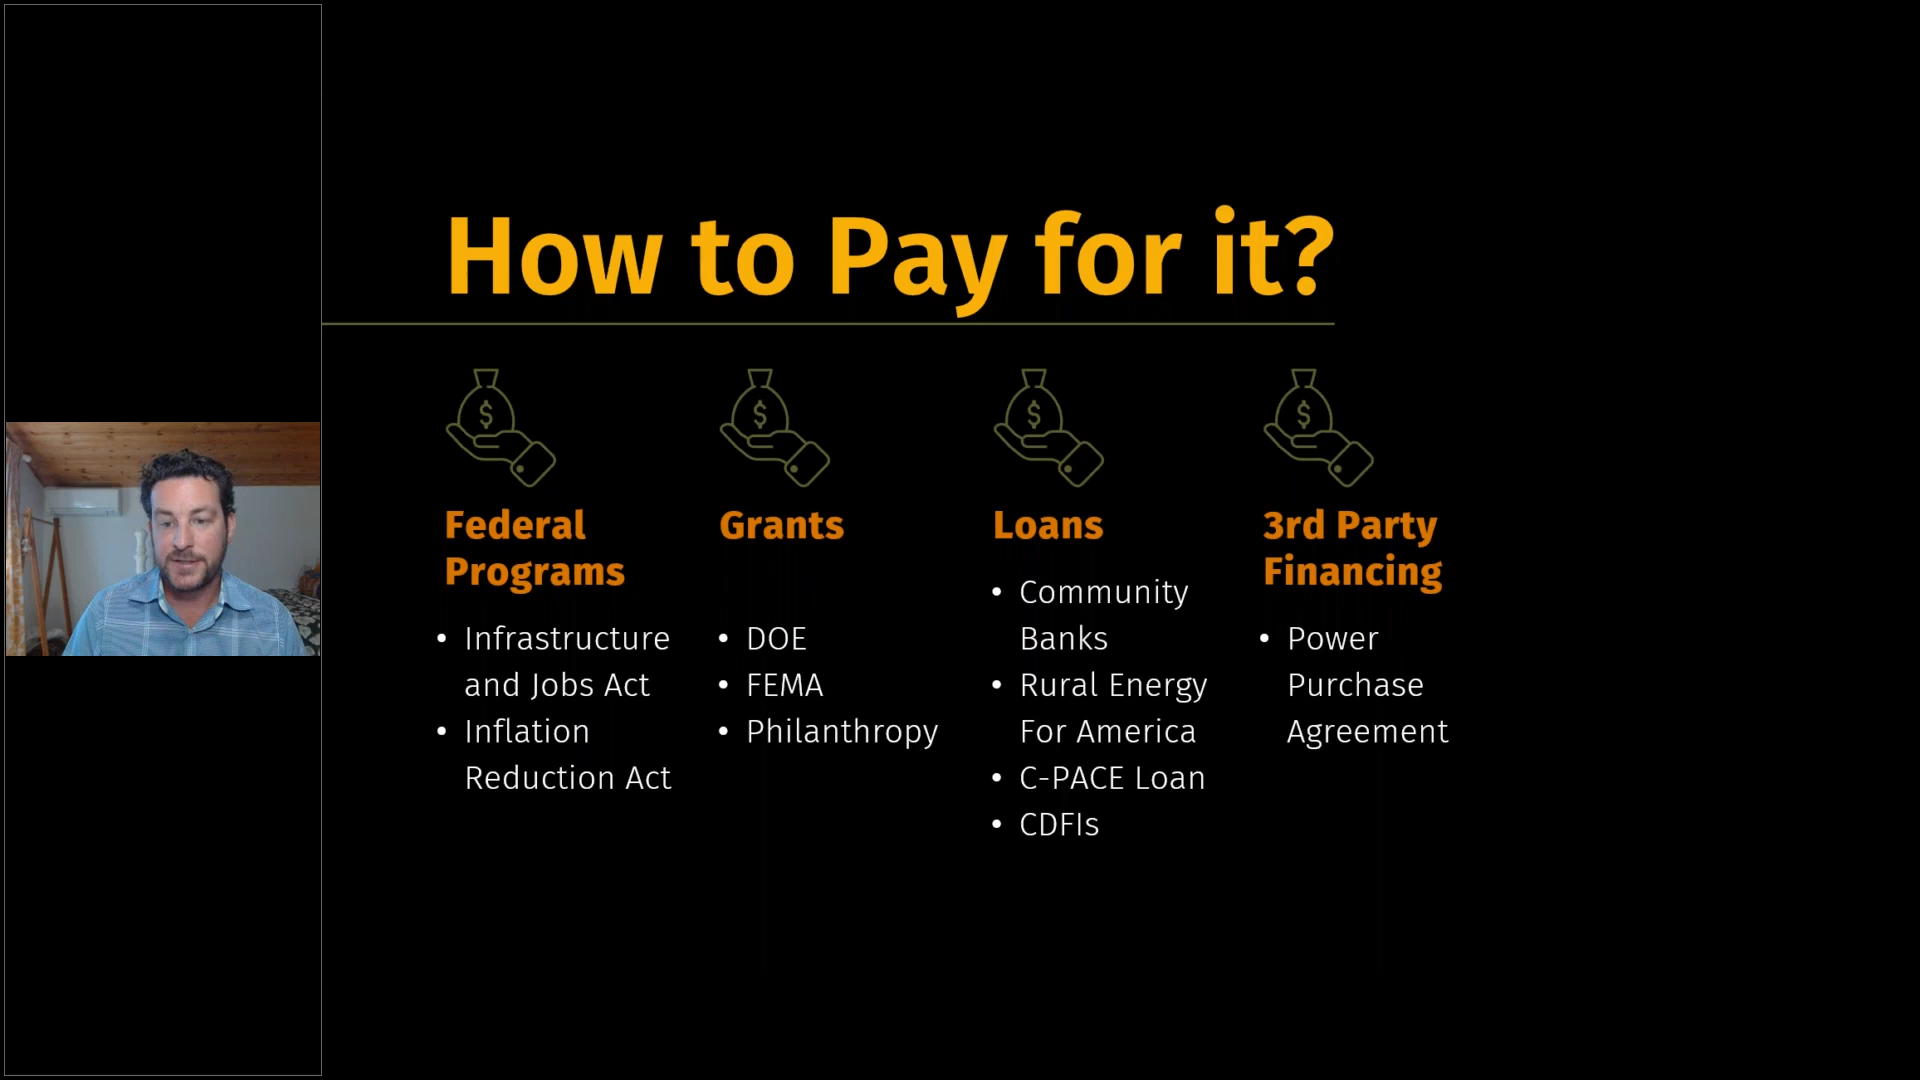 How to Pay for it?
$
$
$
$
Federal
Programs
• Infrastructure
and Jobs Act
• Inflation
Reduction Act
Grants
• DOE
• FEMA
• Philanthropy
Loans
• Community
Banks
• Rural Energy
For America
• C-PACE Loan
• CDFIs
3rd Party
Financing
• Power
Purchase
Agreement